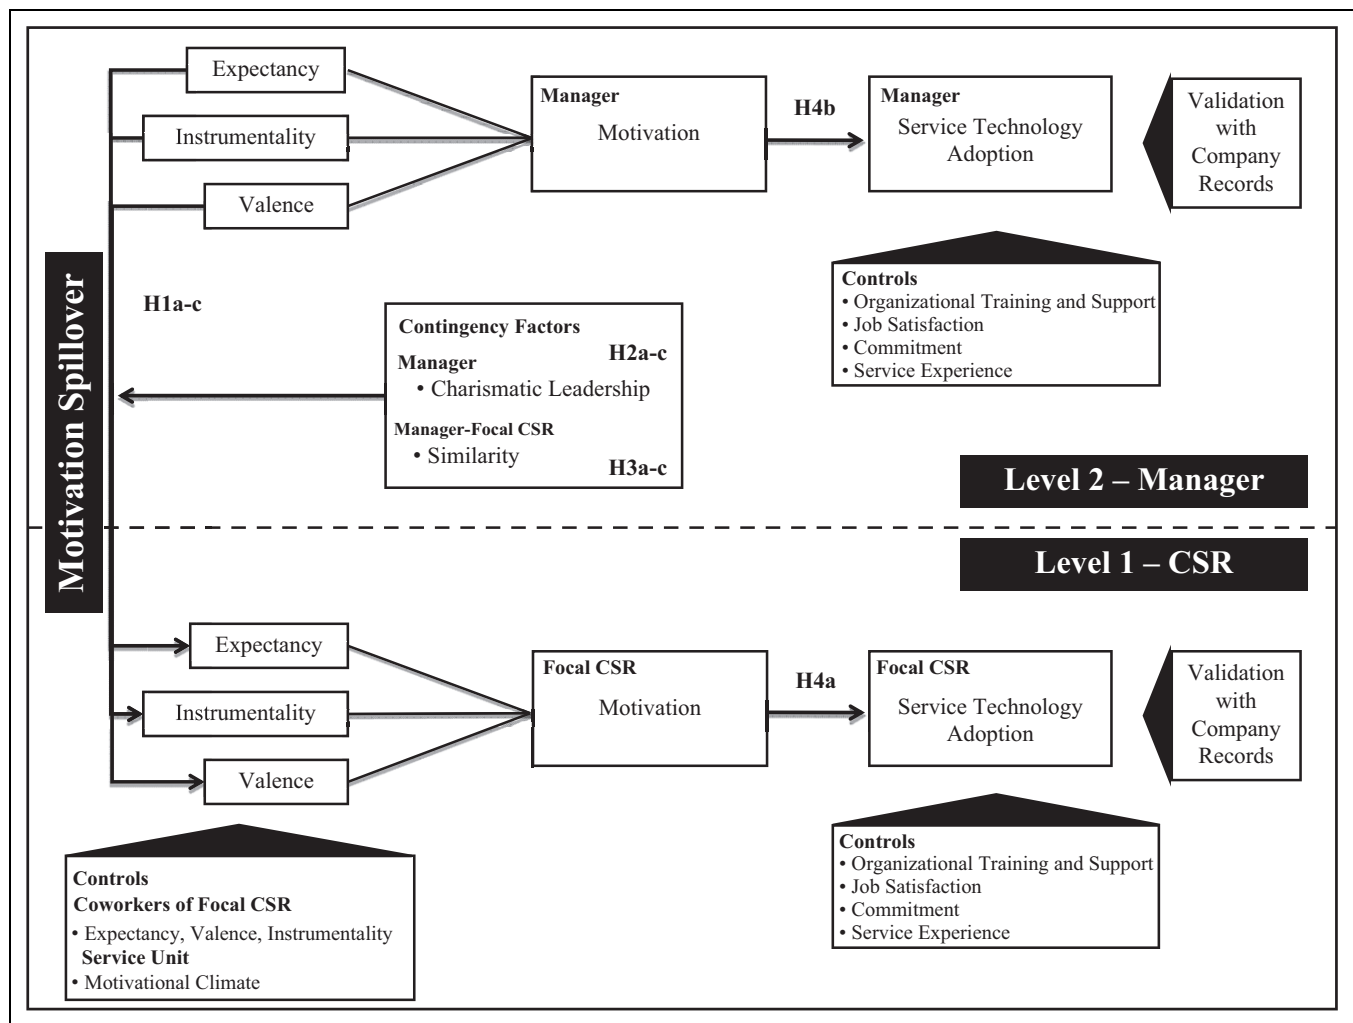 Expectancy
Instrumentality
Valence
Manager
Motivation
H4b
Manager
Service Technology
Adoption
Validation
with
Company
Records
Controls
• Organizational Training and Support
• Job Satisfaction
• Commitment
• Service Experience
Motivation Spillover
H1a-c
Contingency Factors
H2a-c
Manager
• Charismatic Leadership
Manager-Focal CSR
• Similarity
H3a-c
Level 2 – Manager
Level 1 – CSR
Expectancy
Instrumentality
Valence
Focal CSR
Motivation
H4a
Focal CSR
Service Technology
Adoption
Validation
with
Company
Records
Controls
Coworkers of Focal CSR
• Expectancy, Valence, Instrumentality
Service Unit
• Motivational Climate
Controls
• Organizational Training and Support
• Job Satisfaction
• Commitment
• Service Experience